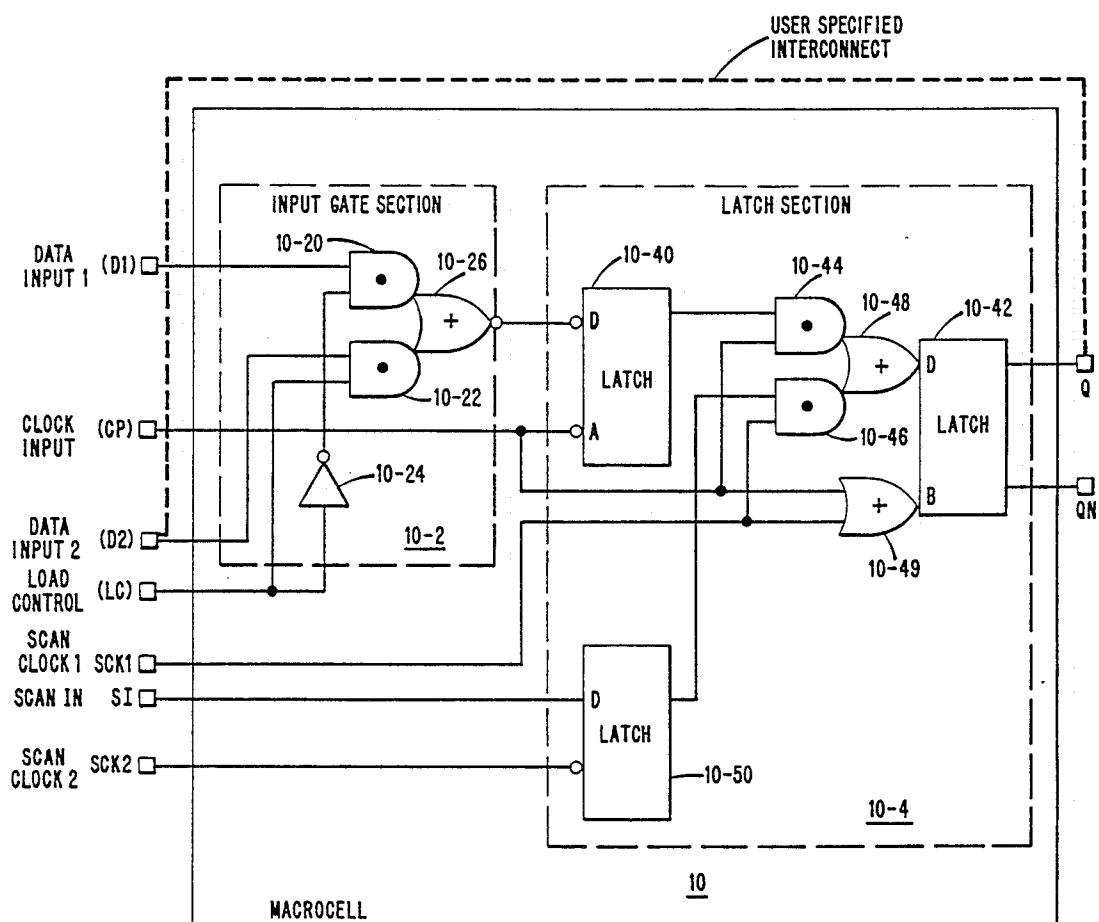 USER SPECIFIED
INTERCONNECT
INPUT GATE SECTION
LATCH SECTION
DATA
INPUT 1
(D1)
10-20
10-26
10-40
10-44
10-48
10-42
+
D
LATCH
+
D
LATCH
Q
10-22
CLOCK
INPUT
(CP)
A
10-46
10-24
+
B
QN
10-2
10-49
DATA
INPUT 2
(D2)
LOAD
CONTROL
(LC)
SCAN
CLOCK 1
SCK1
SCAN IN
SI
D
LATCH
SCAN
CLOCK 2
SCK2
10-50
10-4
10
MACROCELL